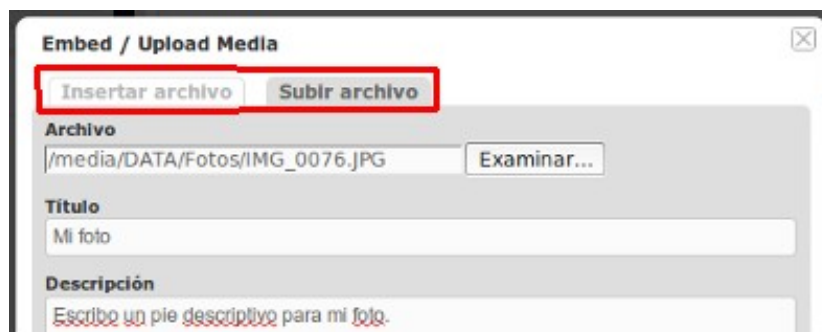 Embed / Upload Media
Insertar archivo Subir archivo
Archivo
/media/DATA/Fotos/IMG_0076.JPG Examinar...
Título
Mi foto
Descripción
Escribo un pie descriptivo para mi foto.